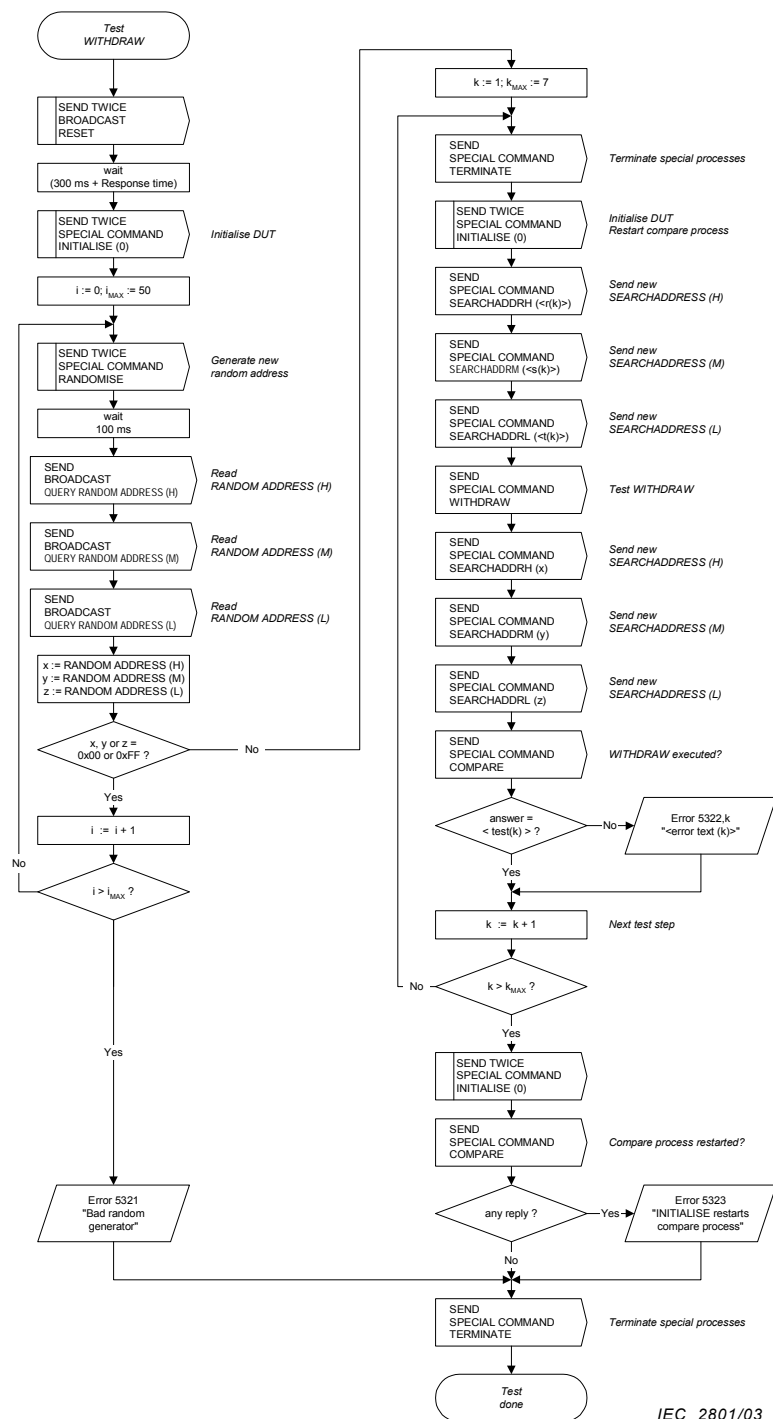 Test
WITHDRAW
SEND TWICE
BROADCAST
RESET
wait
(300 ms + Response time)
SEND TWICE
SPECIAL COMMAND
INITIALISE (0)
Initialise DUT
i := 0; iMAX := 50
SEND TWICE
SPECIAL COMMAND
RANDOMISE
Generate new
random address
wait
100 ms
SEND
BROADCAST
QUERY RANDOM ADDRESS (H)
Read
RANDOM ADDRESS (H)
SEND
BROADCAST
QUERY RANDOM ADDRESS (M)
Read
RANDOM ADDRESS (M)
SEND
BROADCAST
QUERY RANDOM ADDRESS (L)
Read
RANDOM ADDRESS (L)
x := RANDOM ADDRESS (H)
y := RANDOM ADDRESS (M)
z := RANDOM ADDRESS (L)
x, y or z =
0x00 or 0xFF ?
No
Yes
i := i + 1
No
i > iMAX ?
Yes
Error 5321
"Bad random
generator"
k := 1; kMAX := 7
SEND
SPECIAL COMMAND
TERMINATE
Terminate special processes
SEND TWICE
SPECIAL COMMAND
INITIALISE (0)
Initialise DUT
Restart compare process
SEND
SPECIAL COMMAND
SEARCHADDRH (<r(k)>)
Send new
SEARCHADDRESS (H)
SEND
SPECIAL COMMAND
SEARCHADDRM (<s(k)>)
Send new
SEARCHADDRESS (M)
SEND
SPECIAL COMMAND
SEARCHADDRL (<t(k)>)
Send new
SEARCHADDRESS (L)
SEND
SPECIAL COMMAND
WITHDRAW
Test WITHDRAW
SEND
SPECIAL COMMAND
SEARCHADDRH (x)
Send new
SEARCHADDRESS (H)
SEND
SPECIAL COMMAND
SEARCHADDRM (y)
Send new
SEARCHADDRESS (M)
SEND
SPECIAL COMMAND
SEARCHADDRL (z)
Send new
SEARCHADDRESS (L)
SEND
SPECIAL COMMAND
COMPARE
WITHDRAW executed?
answer =
< test(k) > ?
No
Error 5322,k
"<error text (k)>"
Yes
k := k + 1
Next test step
No
k > kMAX ?
Yes
SEND TWICE
SPECIAL COMMAND
INITIALISE (0)
SEND
SPECIAL COMMAND
COMPARE
Compare process restarted?
any reply ?
Yes
Error 5323
"INITIALISE restarts
compare process"
No
SEND
SPECIAL COMMAND
TERMINATE
Terminate special processes
Test
done
IEC 2801/03